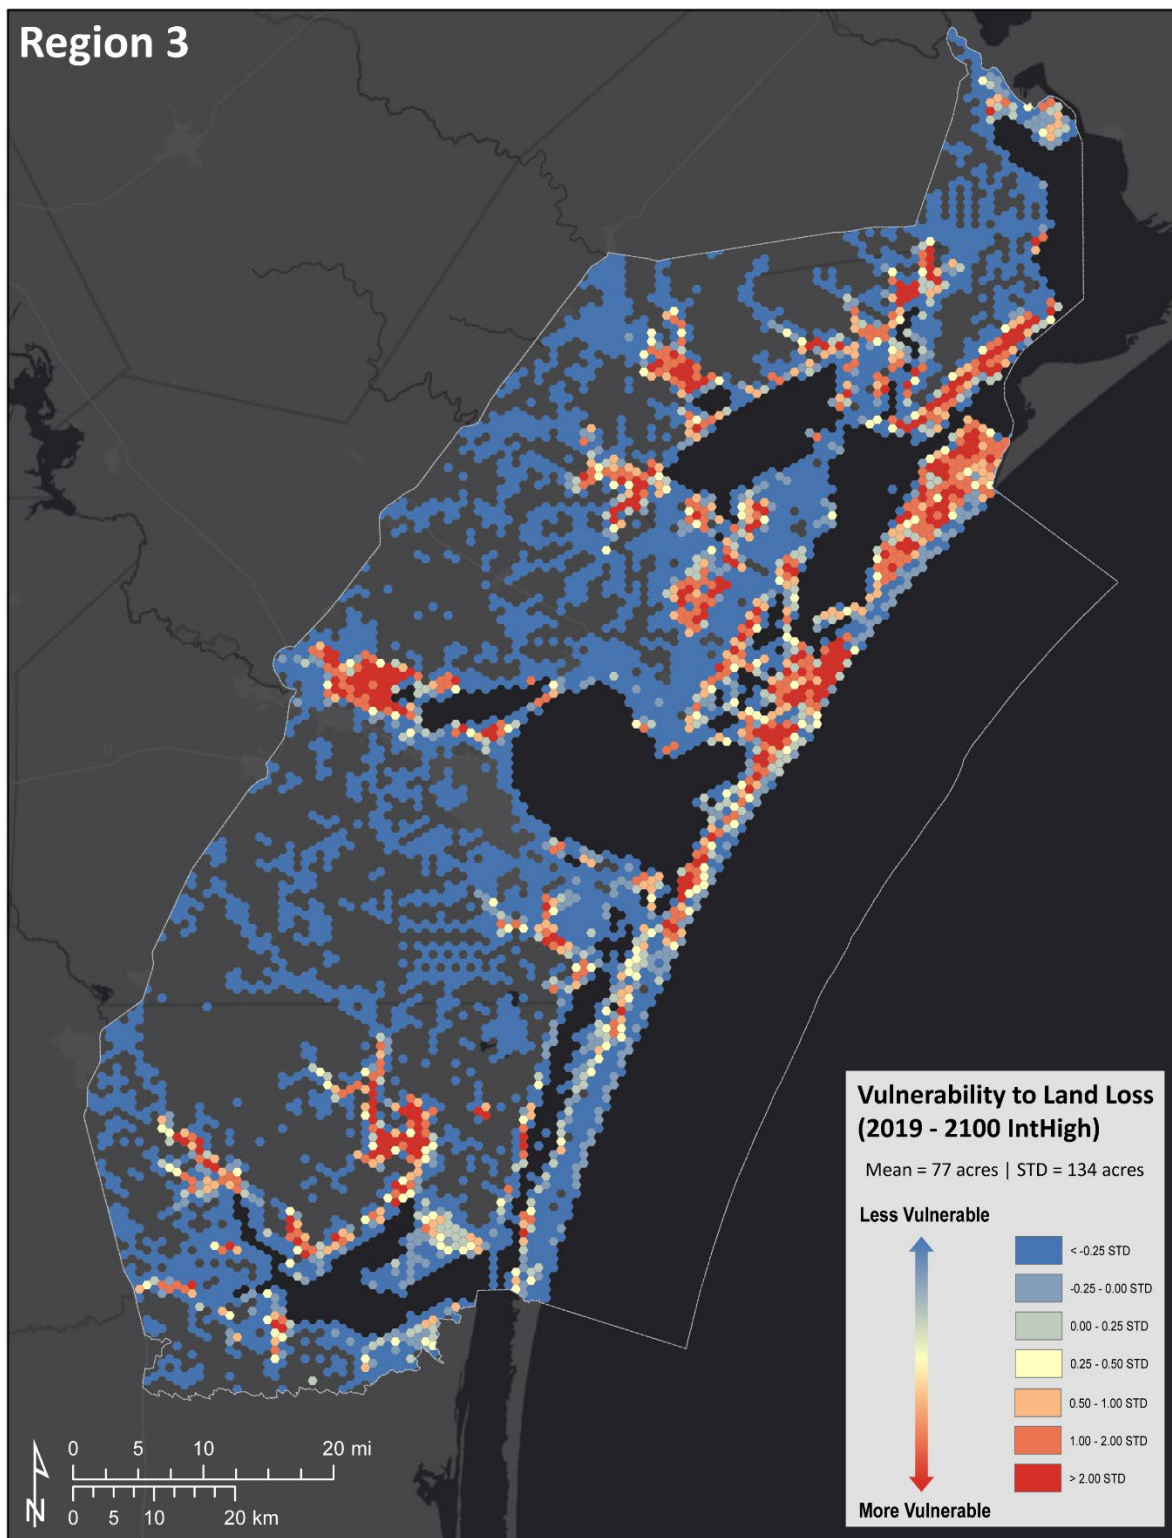 Region 3
Vulnerability to Land Loss
(2019 - 2100 IntHigh)
Mean = 77 acres | STD = 134 acres
Less Vulnerable
< -0.25 STD
-0.25 - 0.00 STD
0.00 - 0.25 STD
0.25 - 0.50 STD
0.50 - 1.00 STD
1.00 - 2.00 STD
> 2.00 STD
More Vulnerable
0 5 10 20 mi
0 5 10 20 km
N